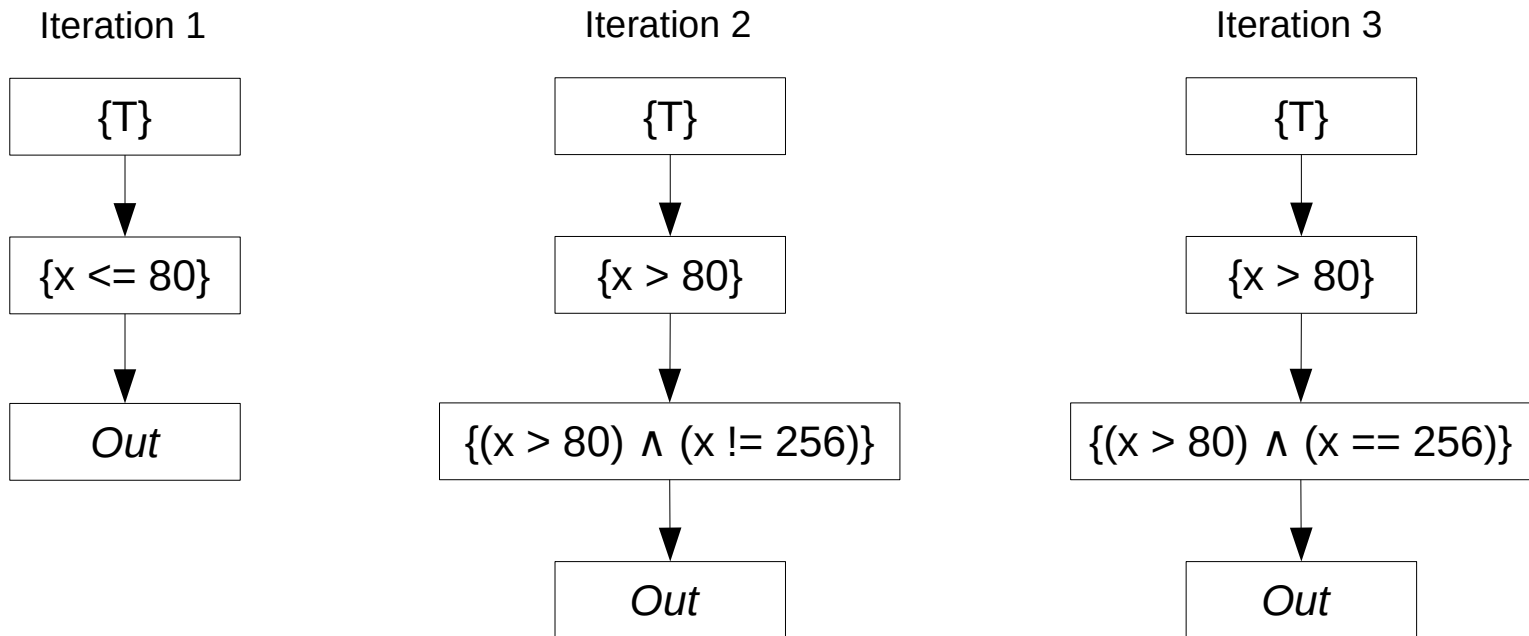 Iteration 1
{T}
{x <= 80}
Out
Iteration 2
{T}
{x > 80}
{(x > 80) ∧ (x != 256)}
Out
Iteration 3
{T}
{x > 80}
{(x > 80) ∧ (x == 256)}
Out